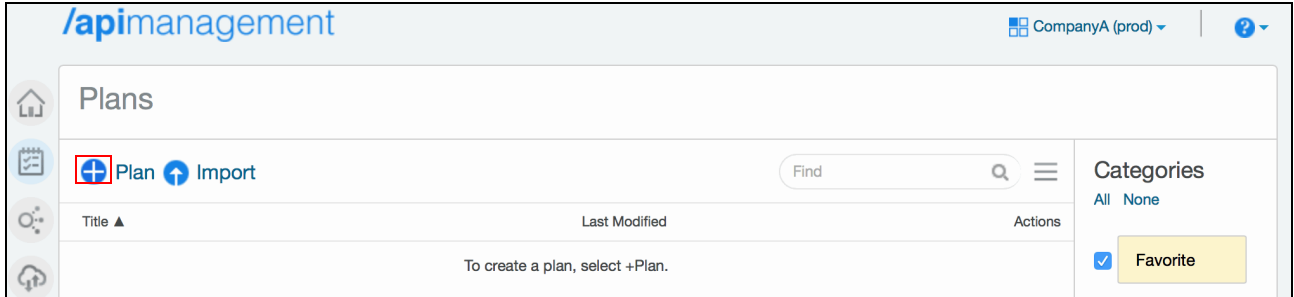 /apimanagement
CompanyA (prod)
?
Plans
Plan Import
Find
Categories
All None
Title ▲ Last Modified Actions
To create a plan, select +Plan.
Favorite